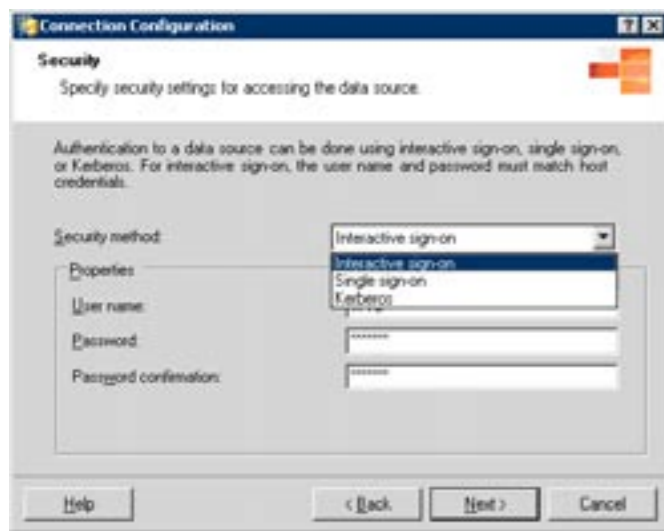 Connection Configuration
Security
Specify security settings for accessing the data source.
Authentication to a data source can be done using interactive sign-on, single sign-on,
or Kerberos. For interactive sign-on, the user name and password must match host
credentials.
Security method:
Interactive sign-on
Interactive sign-on
Single sign-on
Kerberos
Properties
User name:
Password:
*******
Password confirmation:
*******
Help
< Back
Next >
Cancel